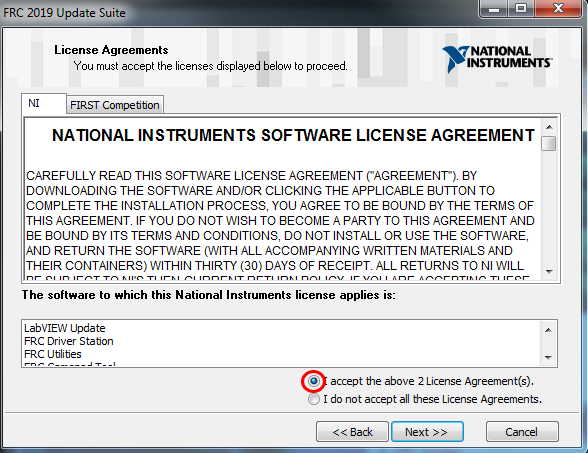 FRC 2019 Update Suite
License Agreements
You must accept the licenses displayed below to proceed.
NATIONAL
INSTRUMENTS
NI
FIRST Competition
NATIONAL INSTRUMENTS SOFTWARE LICENSE AGREEMENT
CAREFULLY READ THIS SOFTWARE LICENSE AGREEMENT ("AGREEMENT"). BY
DOWNLOADING THE SOFTWARE AND/OR CLICKING THE APPLICABLE BUTTON TO
COMPLETE THE INSTALLATION PROCESS, YOU AGREE TO BE BOUND BY THE TERMS OF
THIS AGREEMENT. IF YOU DO NOT WISH TO BECOME A PARTY TO THIS AGREEMENT AND
BE BOUND BY ITS TERMS AND CONDITIONS, DO NOT INSTALL OR USE THE SOFTWARE,
AND RETURN THE SOFTWARE (WITH ALL ACCOMPANYING WRITTEN MATERIALS AND
THEIR CONTAINERS) WITHIN THIRTY (30) DAYS OF RECEIPT. ALL RETURNS TO NI WILL
BE SUBJECT TO NI'S THEN-CURRENT RETURN POLICY. IF YOU ARE ACCEPTING THESE
The software to which this National Instruments license applies is:
LabVIEW Update
FRC Driver Station
FRC Utilities
I accept the above 2 License Agreement(s).
I do not accept all these License Agreements.
<< Back
Next >>
Cancel